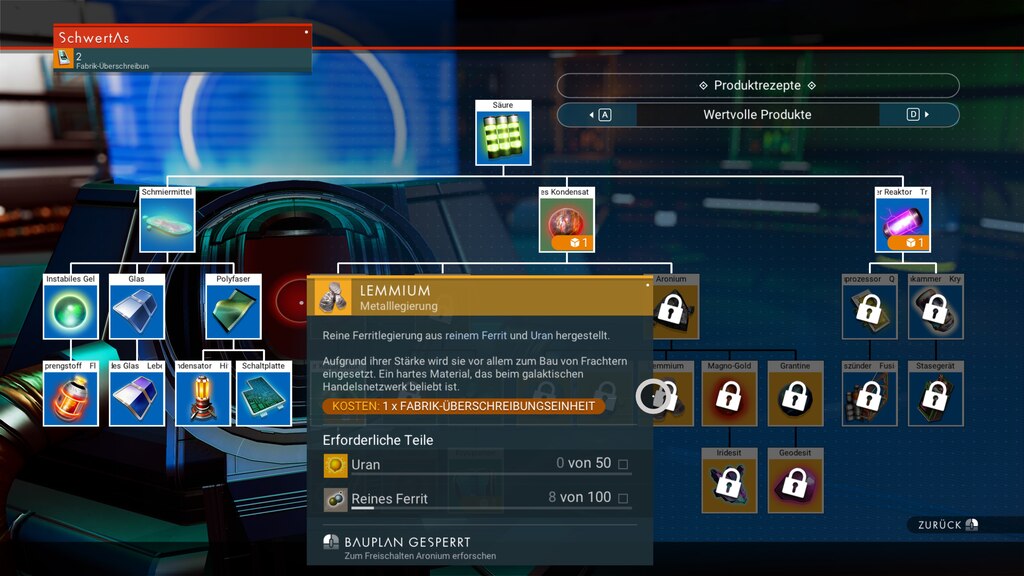 SchwertAs
2
Fabrik-Überschreibun
Produktrezepte
A
Wertvolle Produkte
D
Säure
Schmiermittel
es Kondensat
1
er Reaktor Tr
1
Instabiles Gel
Glas
Polyfaser
Aronium
prozessor Q
kammer Kry
prengstoff Fl
les Glas Lebe
ndensator Hi
Schaltplatte
emmium
Magno-Gold
Grantine
szünder Fusi
Stasegerät
Iridesit
Geodesit
LEMMIUM
Metalllegierung
Reine Ferritlegierung aus reinem Ferrit und Uran hergestellt.
Aufgrund ihrer Stärke wird sie vor allem zum Bau von Frachtern
eingesetzt. Ein hartes Material, das beim galaktischen
Handelsnetzwerk beliebt ist.
KOSTEN: 1 x FABRIK-ÜBERSCHREIBUNGSEINHEIT
Erforderliche Teile
Uran 0 von 50
Reines Ferrit 8 von 100
BAUPLAN GESPERRT
Zum Freischalten Aronium erforschen
ZURÜCK